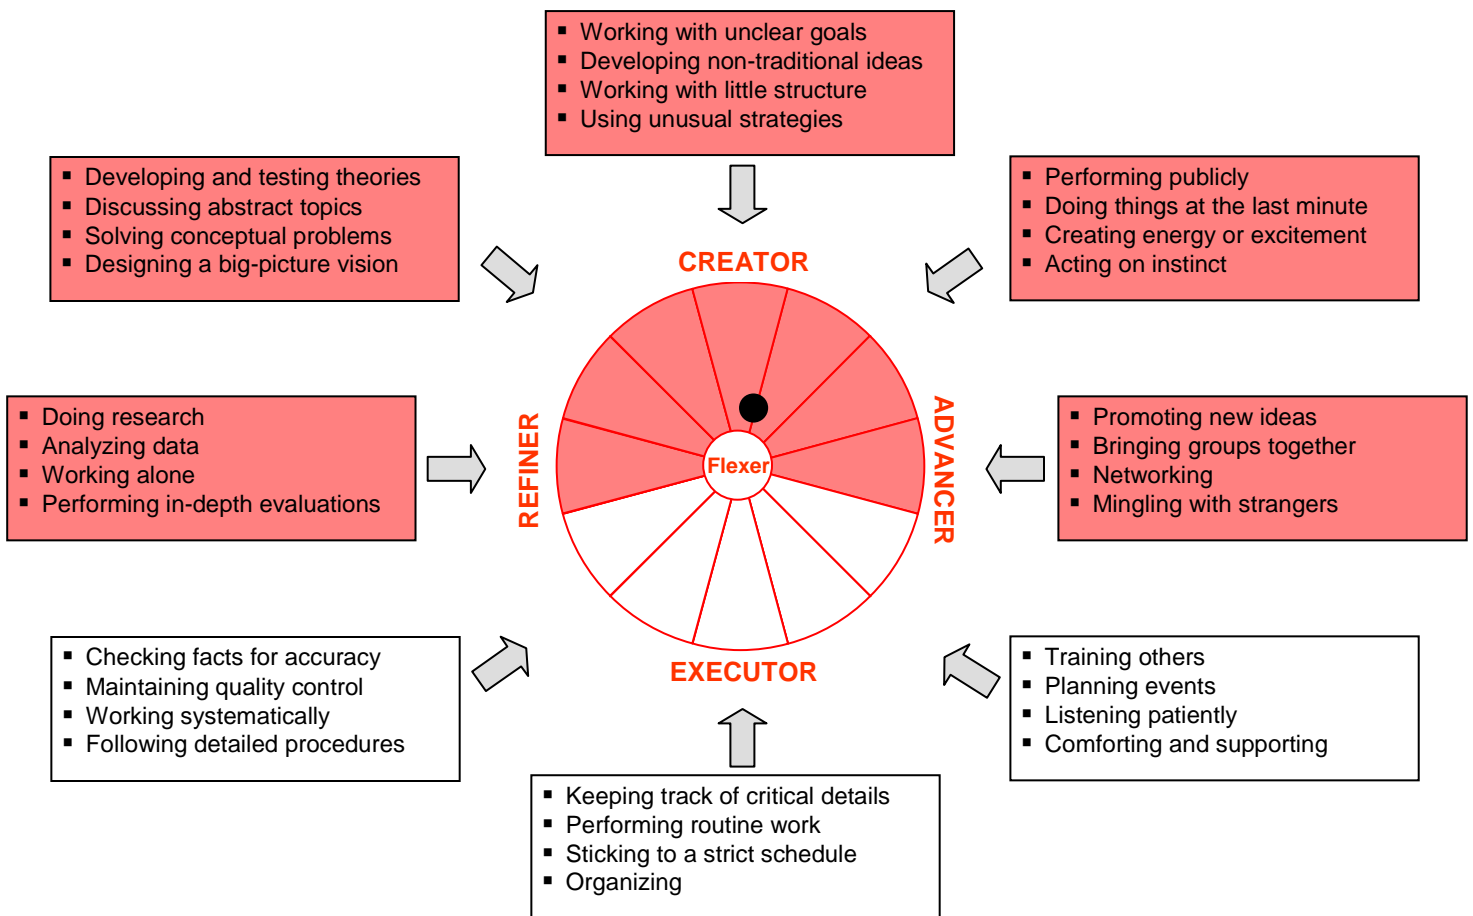 ▪ Working with unclear goals
▪ Developing non-traditional ideas
▪ Working with little structure
▪ Using unusual strategies
▪ Developing and testing theories
▪ Discussing abstract topics
▪ Solving conceptual problems
▪ Designing a big-picture vision
▪ Performing publicly
▪ Doing things at the last minute
▪ Creating energy or excitement
▪ Acting on instinct
CREATOR
▪ Doing research
▪ Analyzing data
▪ Working alone
▪ Performing in-depth evaluations
REFINER
Flexer
ADVANCER
▪ Promoting new ideas
▪ Bringing groups together
▪ Networking
▪ Mingling with strangers
EXECUTOR
▪ Checking facts for accuracy
▪ Maintaining quality control
▪ Working systematically
▪ Following detailed procedures
▪ Training others
▪ Planning events
▪ Listening patiently
▪ Comforting and supporting
▪ Keeping track of critical details
▪ Performing routine work
▪ Sticking to a strict schedule
▪ Organizing